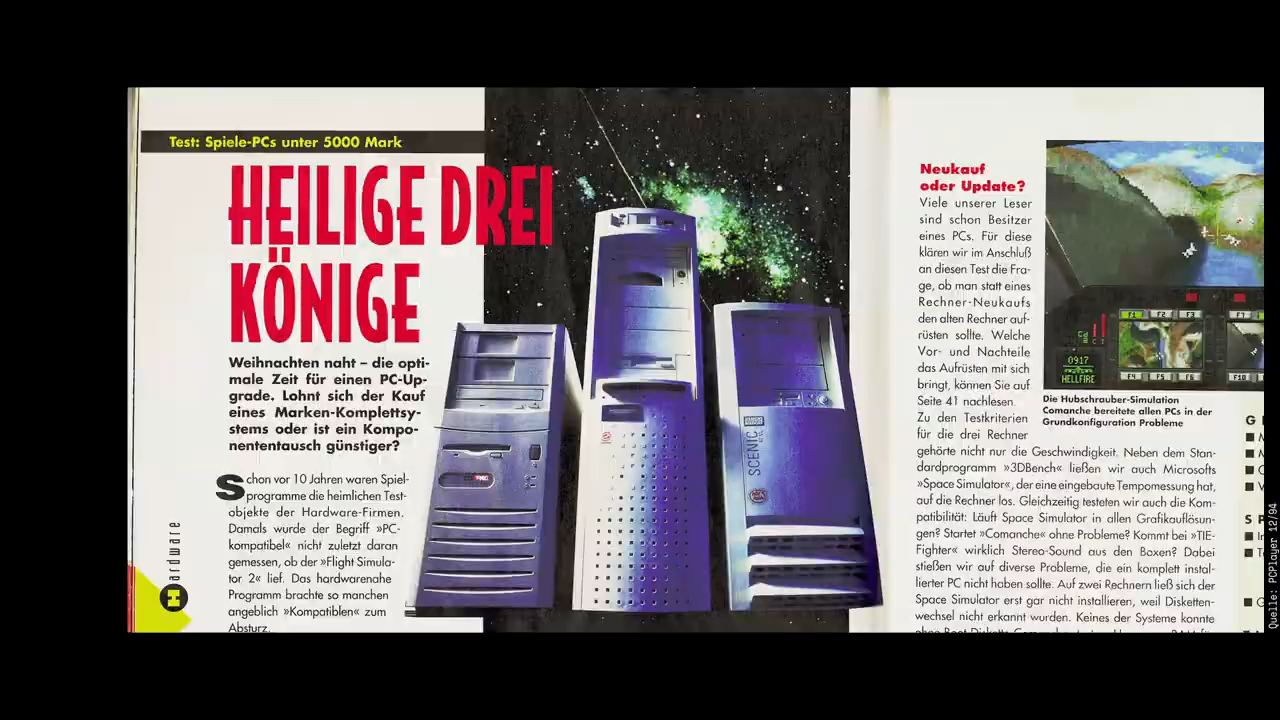 Test: Spiele-PCs unter 5000 Mark
HEILIGE DREI
KÖNIGE
Weihnachten naht – die opti-
male Zeit für einen PC-Up-
grade. Lohnt sich der Kauf
eines Marken-Komplettsy-
stems oder ist ein Kompo-
nententausch günstiger?
Schon vor 10 Jahren waren Spiel-
programme die heimlichen Test-
objekte der Hardware-Firmen.
Damals wurde der Begriff »PC-
kompatibel« nicht zuletzt daran
gemessen, ob der »Flight Simula-
tor 2« lief. Das hardwarenahe
Programm brachte so manchen
angeblich »Kompatiblen« zum
Absturz.
Hardware
SCENIC
Neukauf
oder Update?
Viele unserer Leser
sind schon Besitzer
eines PCs. Für diese
klären wir im Anschluß
an diesen Test die Fra-
ge, ob man statt eines
Rechner-Neukaufs
den alten Rechner auf-
rüsten sollte. Welche
Vor- und Nachteile
das Aufrüsten mit sich
bringt, können Sie auf
Seite 41 nachlesen.
Zu den Testkriterien
für die drei Rechner
gehörte nicht nur die Geschwindigkeit. Neben dem Stan-
dardprogramm »3DBench« ließen wir auch Microsofts
»Space Simulator«, der eine eingebaute Tempomessung hat,
auf die Rechner los. Gleichzeitig testeten wir auch die Kom-
patibilität: Läuft Space Simulator in allen Grafikauflösun-
gen? Startet »Comanche« ohne Probleme? Kommt bei »TIE-
Fighter« wirklich Stereo-Sound aus den Boxen? Dabei
stießen wir auf diverse Probleme, die ein komplett instal-
lierter PC nicht haben sollte. Auf zwei Rechnern ließ sich der
Space Simulator erst gar nicht installieren, weil Disketten-
wechsel nicht erkannt wurden. Keines der Systeme konnte
F1 F2 F3
0917
HELLFIRE
F4 F5 F6
F7
F10
Die Hubschrauber-Simulation
Comanche bereitete allen PCs in der
Grundkonfiguration Probleme
Quelle: PCPlayer 12/94